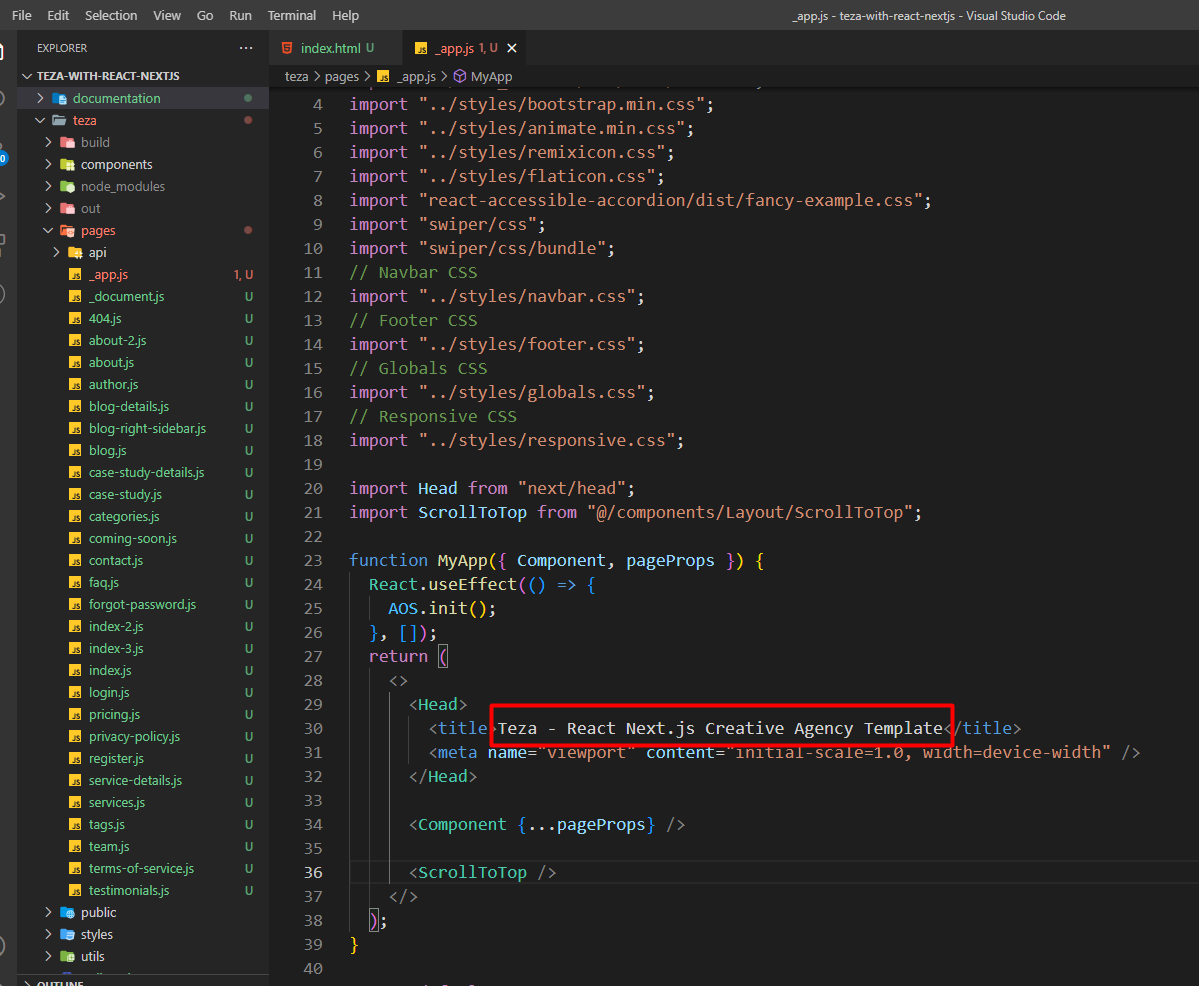 File Edit Selection View Go Run Terminal Help
_app.js - teza-with-react-nextjs - Visual Studio Code
EXPLORER
index.html U
_app.js 1, U
TEZA-WITH-REACT-NEXTJS
documentation
teza
build
components
node_modules
out
pages
api
_app.js 1, U
_document.js U
404.js U
about-2.js U
about.js U
author.js U
blog-details.js U
blog-right-sidebar.js U
blog.js U
case-study-details.js U
case-study.js U
categories.js U
coming-soon.js U
contact.js U
faq.js U
forgot-password.js U
index-2.js U
index-3.js U
index.js U
login.js U
pricing.js U
privacy-policy.js U
register.js U
service-details.js U
services.js U
tags.js U
team.js U
terms-of-service.js U
testimonials.js U
public
styles
utils
OUTLINE
teza > pages > JS _app.js > MyApp
4 import "../styles/bootstrap.min.css";
5 import "../styles/animate.min.css";
6 import "../styles/remixicon.css";
7 import "../styles/flaticon.css";
8 import "react-accessible-accordion/dist/fancy-example.css";
9 import "swiper/css";
10 import "swiper/css/bundle";
11 // Navbar CSS
12 import "../styles/navbar.css";
13 // Footer CSS
14 import "../styles/footer.css";
15 // Globals CSS
16 import "../styles/globals.css";
17 // Responsive CSS
18 import "../styles/responsive.css";
19
20 import Head from "next/head";
21 import ScrollToTop from "@/components/Layout/ScrollToTop";
22
23 function MyApp({ Component, pageProps }) {
24 React.useEffect(() => {
25 AOS.init();
26 }, []);
27 return (
28 <>
29 <Head>
30 <title>Teza - React Next.js Creative Agency Template</title>
31 <meta name="viewport" content="initial-scale=1.0, width=device-width" />
32 </Head>
33
34 <Component {...pageProps} />
35
36 <ScrollToTop />
37 </>
38 );
39 }
40